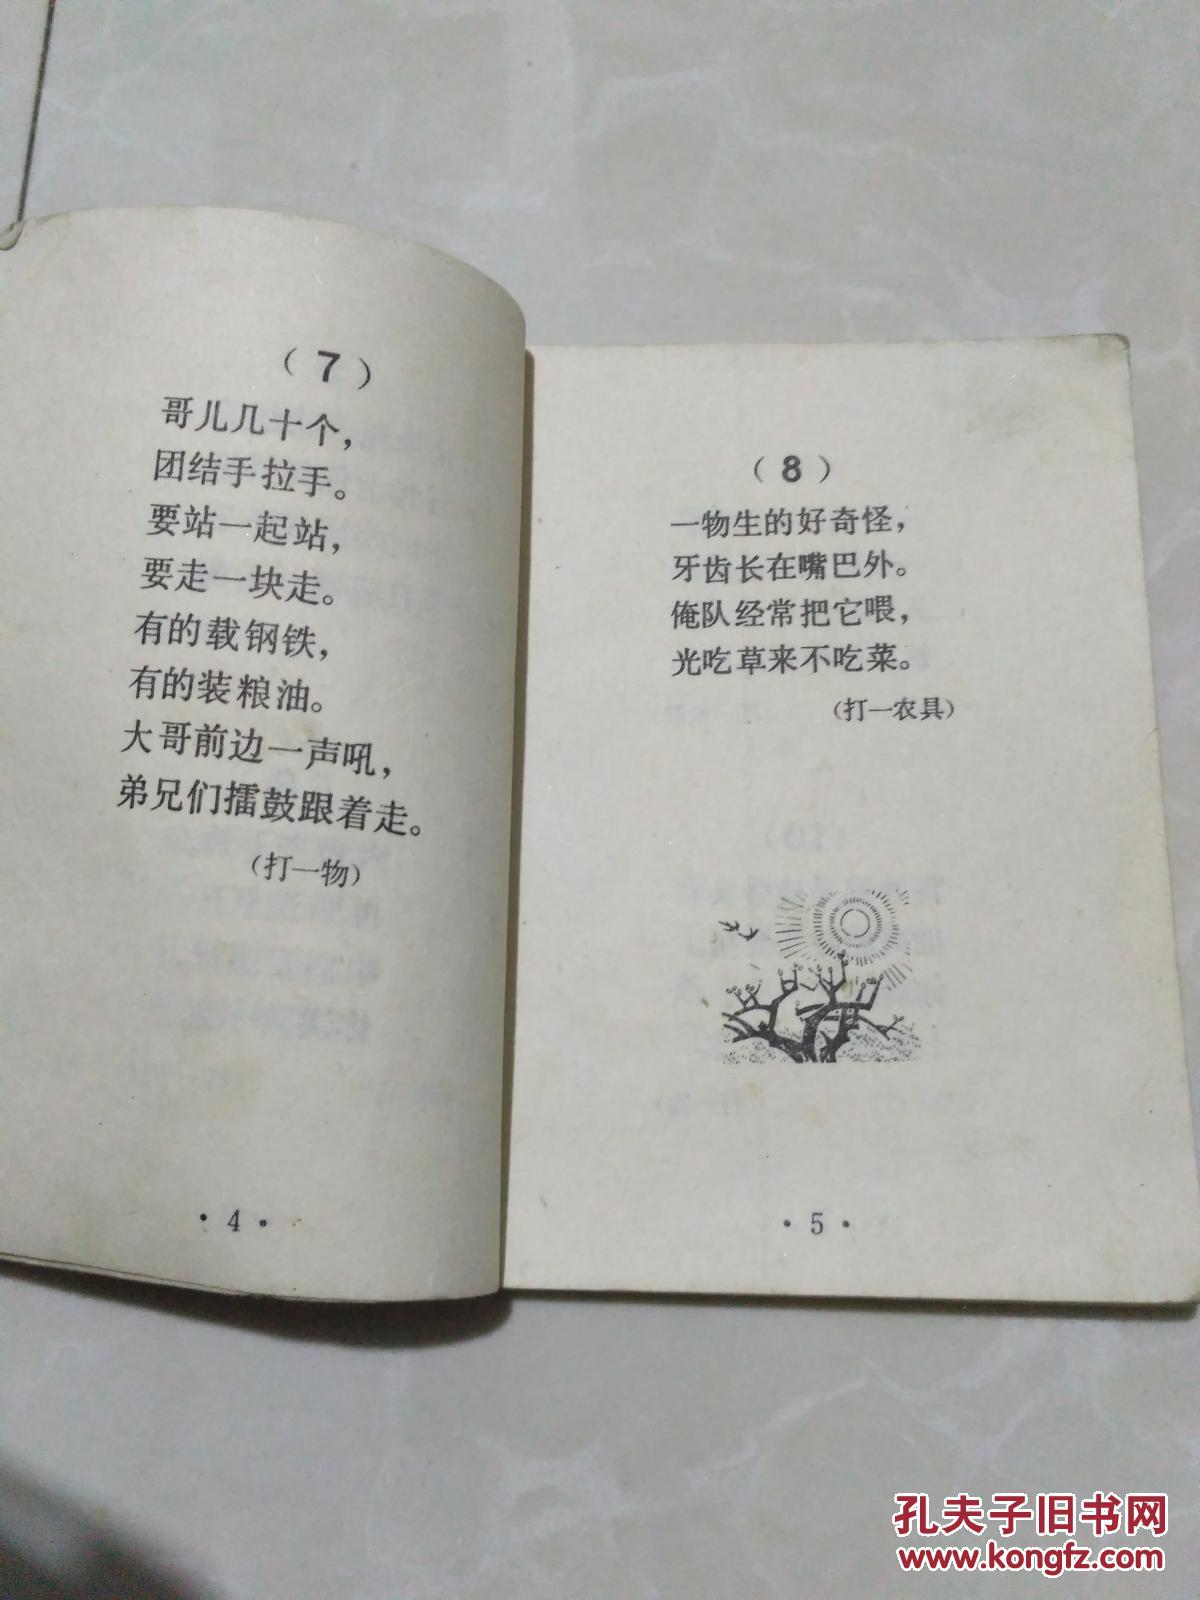 （7）
哥儿几十个，
团结手拉手。
要站一起站，
要走一块走。
有的载钢铁，
有的装粮油。
大哥前边一声吼，
弟兄们擂鼓跟着走。
（打一物）
· 4 ·
（8）
一物生的好奇怪，
牙齿长在嘴巴外。
俺队经常把它喂，
光吃草来不吃菜。
（打一农具）
· 5 ·
孔夫子旧书网
www.kongfz.com